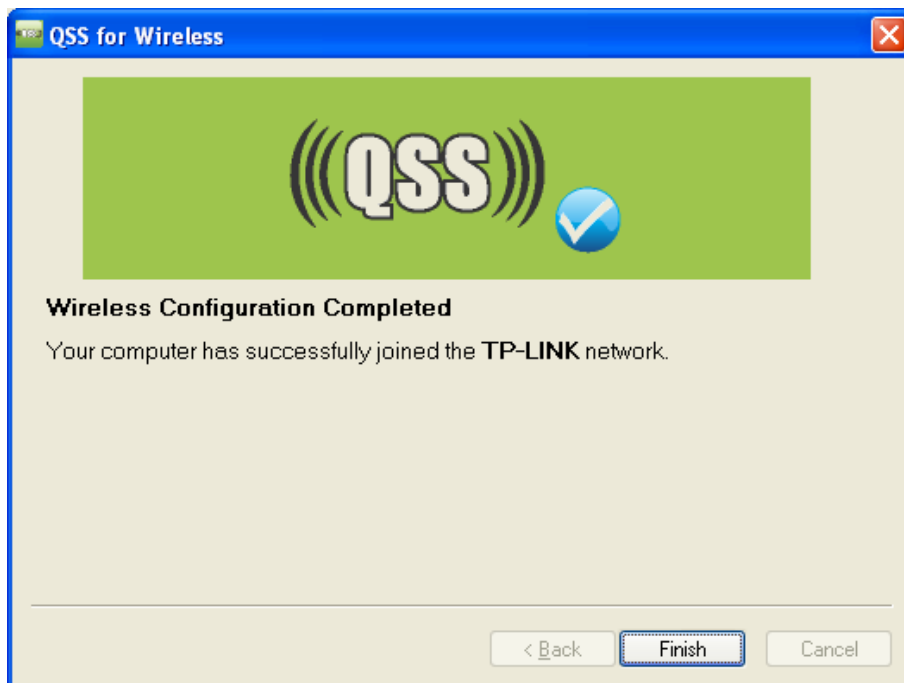 QSS for Wireless
(((QSS)))
Wireless Configuration Completed
Your computer has successfully joined the TP-LINK network.
< Back
Finish
Cancel